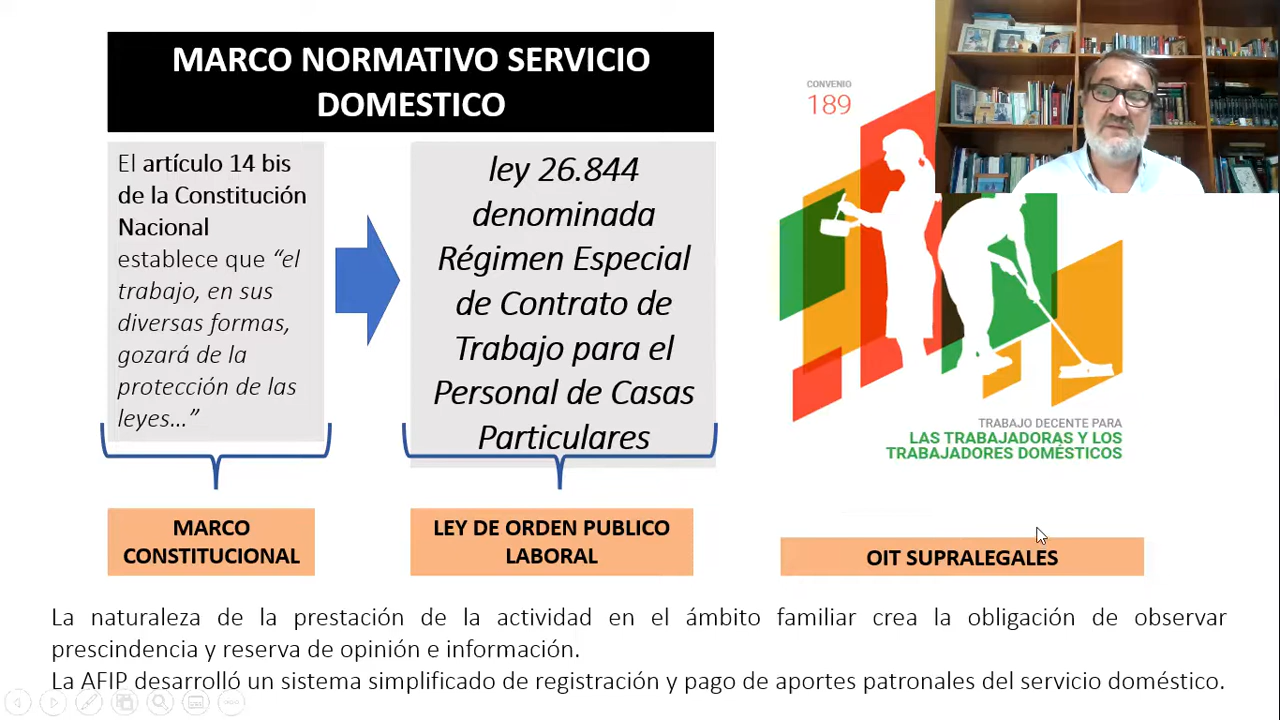 MARCO NORMATIVO SERVICIO
DOMESTICO
El artículo 14 bis
de la Constitución
Nacional
establece que “el
trabajo, en sus
diversas formas,
gozará de la
protección de las
leyes...”
ley 26.844
denominada
Régimen Especial
de Contrato de
Trabajo para el
Personal de Casas
Particulares
CONVENIO
189
TRABAJO DECENTE PARA
LAS TRABAJADORAS Y LOS
TRABAJADORES DOMÉSTICOS
MARCO
CONSTITUCIONAL
LEY DE ORDEN PUBLICO
LABORAL
OIT SUPRALEGALES
La naturaleza de la prestación de la actividad en el ámbito familiar crea la obligación de observar
prescindencia y reserva de opinión e información.
La AFIP desarrolló un sistema simplificado de registración y pago de aportes patronales del servicio doméstico.